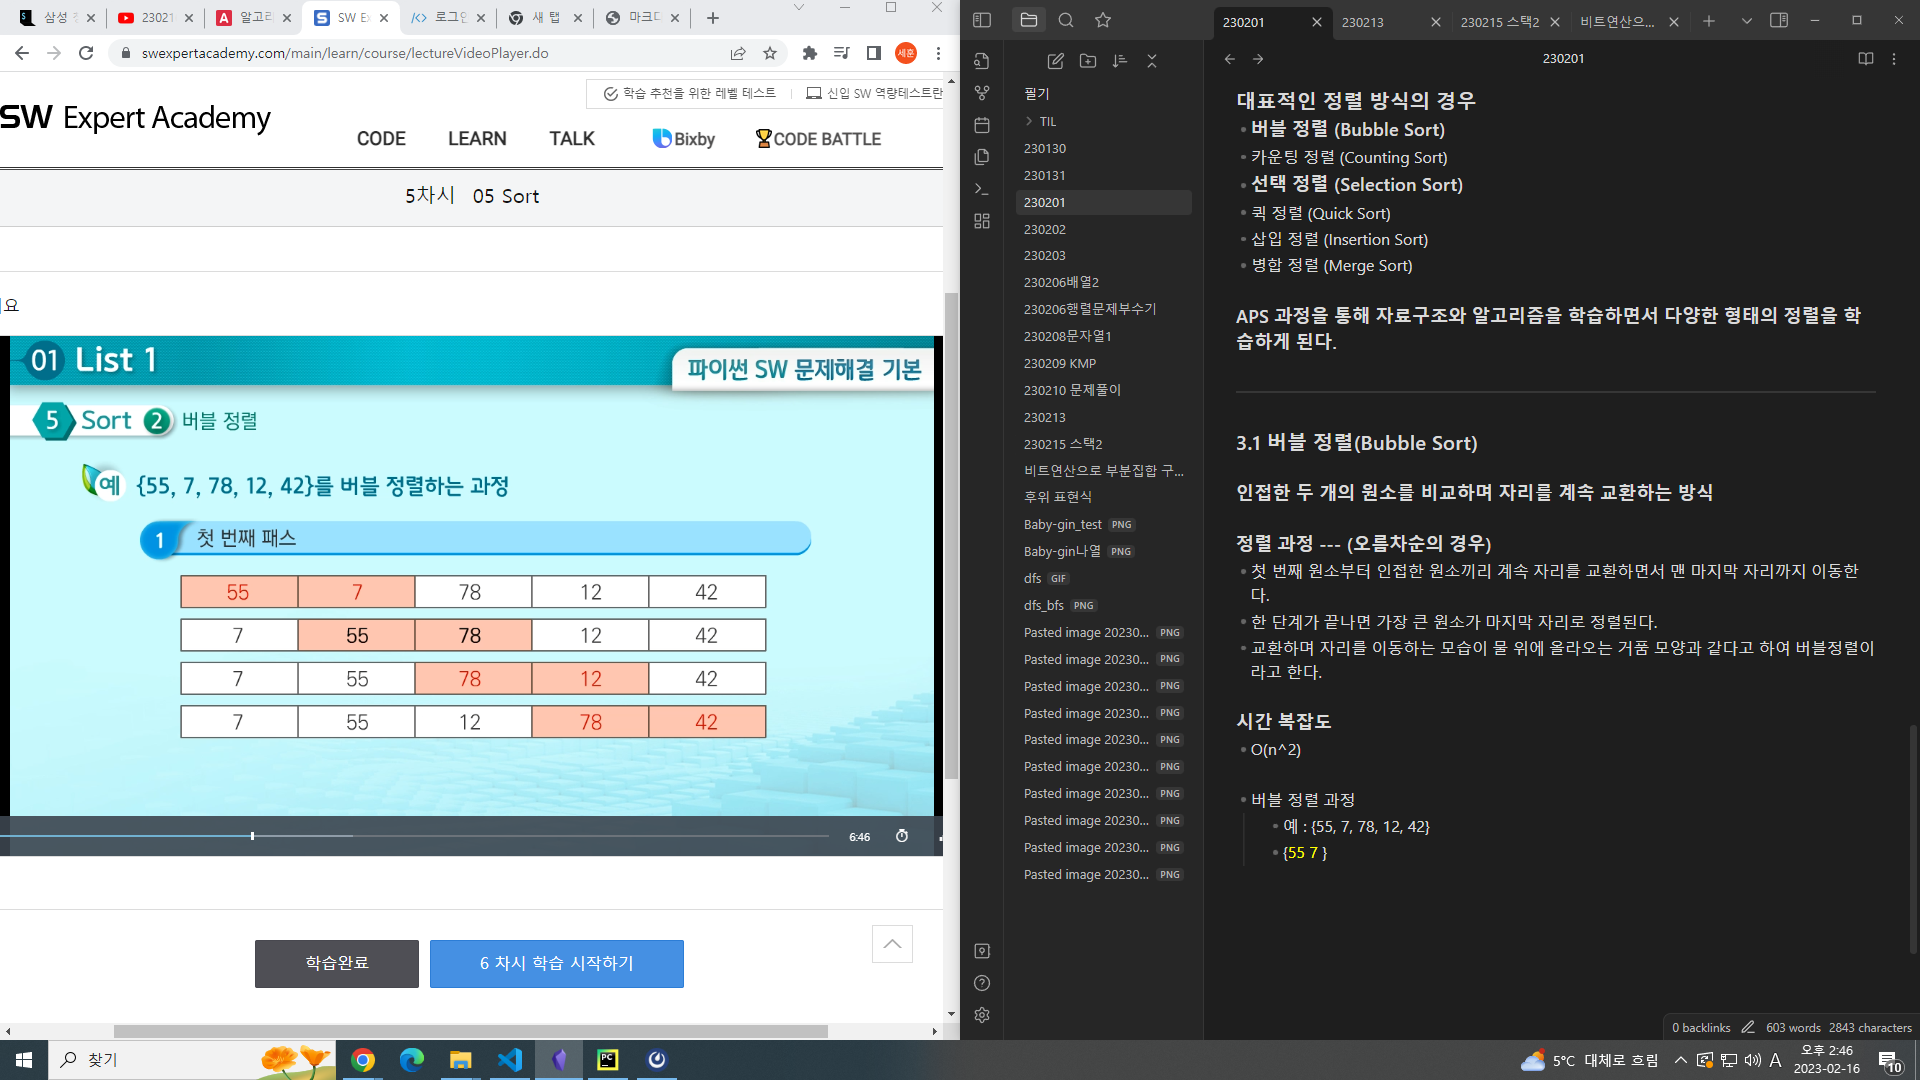 삼성 정
23021
알고리
SW Ex
로그인
새 탭
마크다
swexpertacademy.com/main/learn/course/lectureVideoPlayer.do
세훈
학습 추천을 위한 레벨 테스트
신입 SW 역량테스트란
SW Expert Academy
CODE LEARN TALK Bixby CODE BATTLE
5차시 05 Sort
요
01 List 1
파이썬 SW 문제해결 기본
5 Sort 2 버블 정렬
예 {55, 7, 78, 12, 42}를 버블 정렬하는 과정
1 첫 번째 패스
55 7 78 12 42
7 55 78 12 42
7 55 78 12 42
7 55 12 78 42
6:46
학습완료
6 차시 학습 시작하기
230201
230213
230215 스택2
비트연산으...
230201
필기
TIL
230130
230131
230201
230202
230203
230206배열2
230206행렬문제부수기
230208문자열1
230209 KMP
230210 문제풀이
230213
230215 스택2
비트연산으로 부분집합 구...
후위 표현식
Baby-gin_test PNG
Baby-gin나열 PNG
dfs GIF
dfs_bfs PNG
Pasted image 20230... PNG
Pasted image 20230... PNG
Pasted image 20230... PNG
Pasted image 20230... PNG
Pasted image 20230... PNG
Pasted image 20230... PNG
Pasted image 20230... PNG
Pasted image 20230... PNG
Pasted image 20230... PNG
Pasted image 20230... PNG
대표적인 정렬 방식의 경우
버블 정렬 (Bubble Sort)
카운팅 정렬 (Counting Sort)
선택 정렬 (Selection Sort)
퀵 정렬 (Quick Sort)
삽입 정렬 (Insertion Sort)
병합 정렬 (Merge Sort)
APS 과정을 통해 자료구조와 알고리즘을 학습하면서 다양한 형태의 정렬을 학
습하게 된다.
3.1 버블 정렬(Bubble Sort)
인접한 두 개의 원소를 비교하며 자리를 계속 교환하는 방식
정렬 과정 --- (오름차순의 경우)
첫 번째 원소부터 인접한 원소끼리 계속 자리를 교환하면서 맨 마지막 자리까지 이동한
다.
한 단계가 끝나면 가장 큰 원소가 마지막 자리로 정렬된다.
교환하며 자리를 이동하는 모습이 물 위에 올라오는 거품 모양과 같다고 하여 버블정렬이
라고 한다.
시간 복잡도
O(n^2)
버블 정렬 과정
예 : {55, 7, 78, 12, 42}
{55 7 }
0 backlinks 603 words 2843 characters
찾기
PC
5°C 대체로 흐림
A
오후 2:46
2023-02-16
10